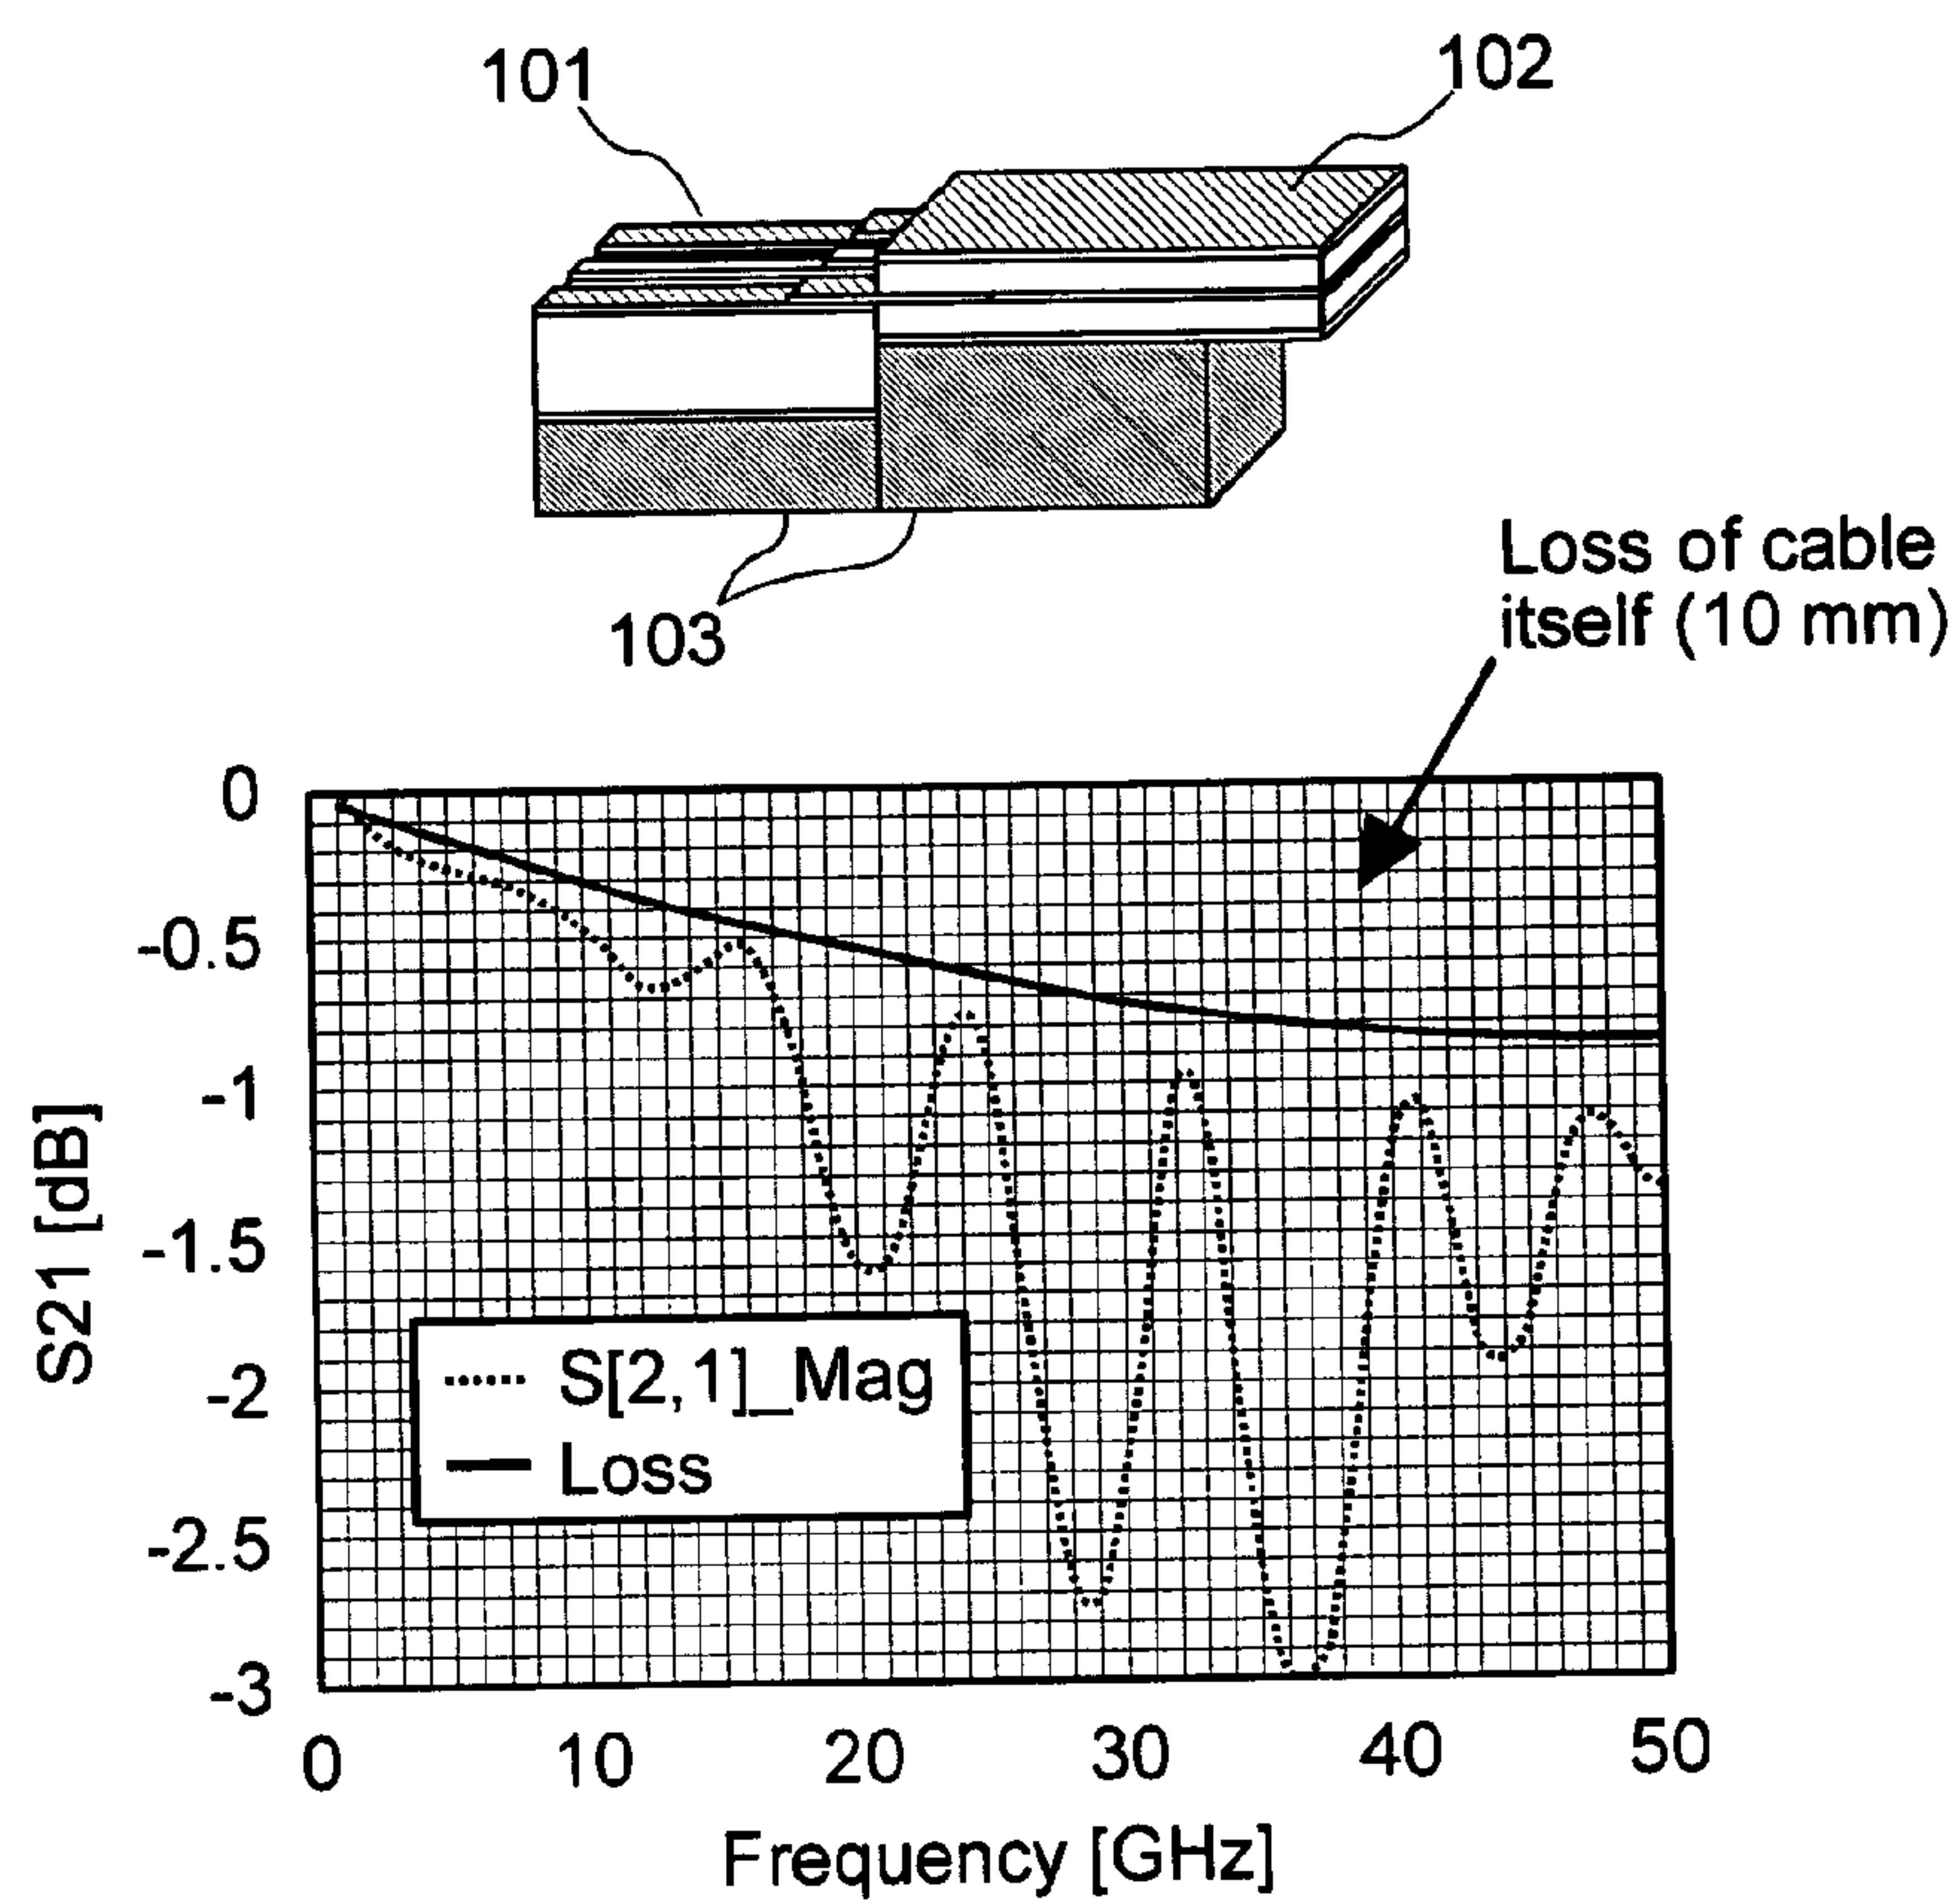 101
102
103
Loss of cable
itself (10 mm)
0
-0.5
-1
-1.5
-2
-2.5
-3
S21 [dB]
S[2,1]_Mag
Loss
0 10 20 30 40 50
Frequency [GHz]